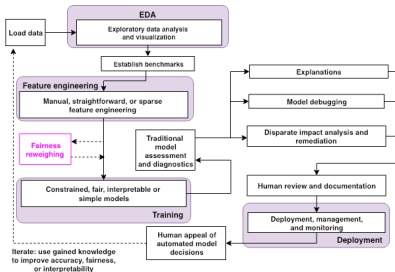 EDA
Load data
Exploratory data analysis
and visualization
Establish benchmarks
Feature engineering
Manual, straightforward, or sparse
feature engineering
Fairness
reweighing
Traditional
model
assessment
and diagnostics
Explanations
Model debugging
Disparate impact analysis and
remediation
Constrained, fair, interpretable or
simple models
Training
Human review and documentation
Deployment, management,
and monitoring
Deployment
Human appeal of
automated model
decisions
Iterate: use gained knowledge
to improve accuracy, fairness,
or interpretability